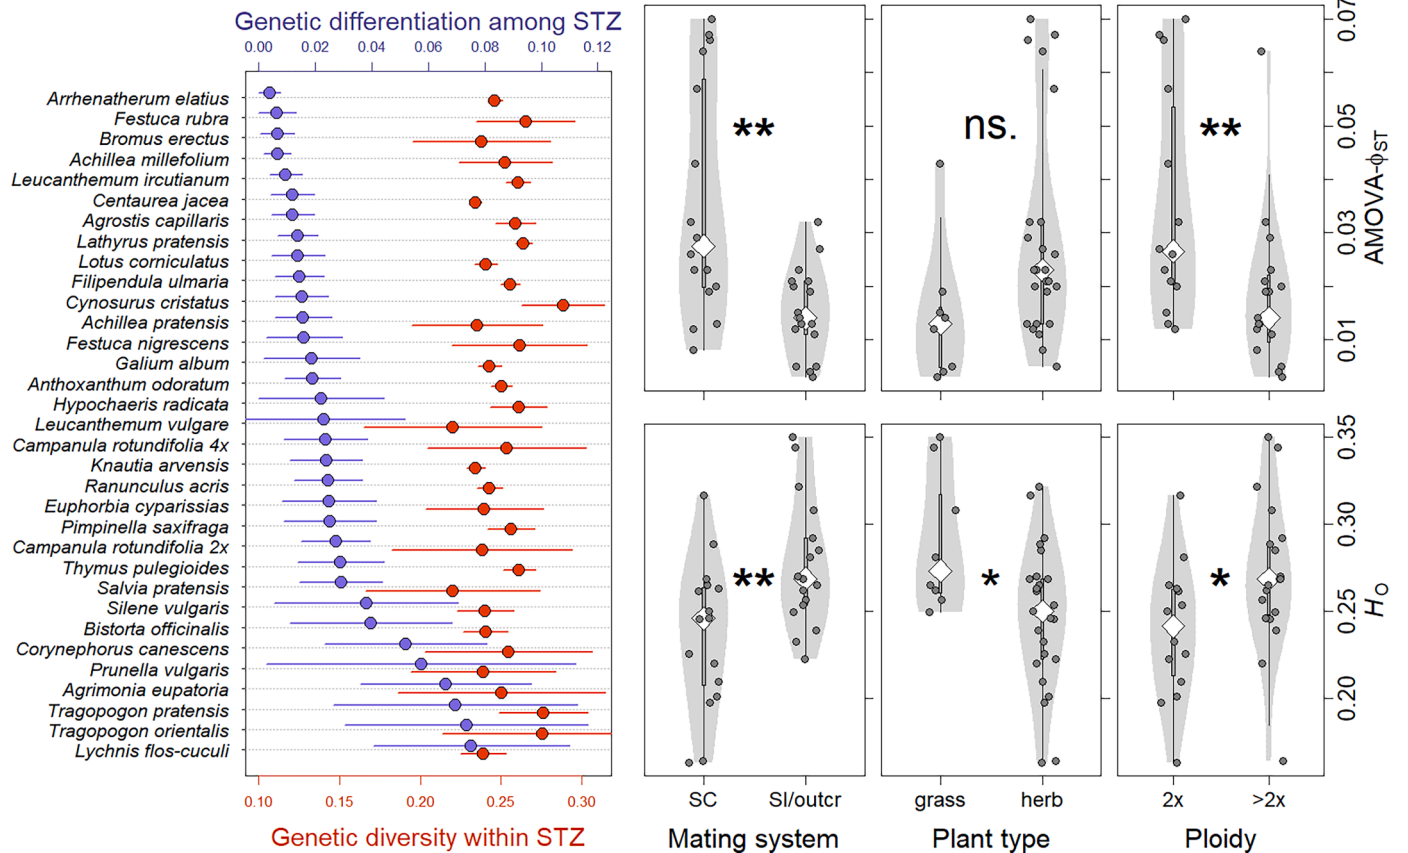 Genetic differentiation among STZ
0.00 0.02 0.04 0.06 0.08 0.10 0.12
Arrhenatherum elatius
Festuca rubra
Bromus erectus
Achillea millefolium
Leucanthemum ircutianum
Centaurea jacea
Agrostis capillaris
Lathyrus pratensis
Lotus corniculatus
Filipendula ulmaria
Cynosurus cristatus
Achillea pratensis
Festuca nigrescens
Galium album
Anthoxanthum odoratum
Hypochaeris radicata
Leucanthemum vulgare
Campanula rotundifolia 4x
Knautia arvensis
Ranunculus acris
Euphorbia cyparissias
Pimpinella saxifraga
Campanula rotundifolia 2x
Thymus pulegioides
Salvia pratensis
Silene vulgaris
Bistorta officinalis
Corynephorus canescens
Prunella vulgaris
Agrimonia eupatoria
Tragopogon pratensis
Tragopogon orientalis
Lychnis flos-cuculi
0.10 0.15 0.20 0.25 0.30
Genetic diversity within STZ
** ns. **
0.07
0.05
0.03
0.01
AMOVA-ϕST
** * *
0.35
0.30
0.25
0.20
HO
SC SI/outcr grass herb 2x >2x
Mating system Plant type Ploidy